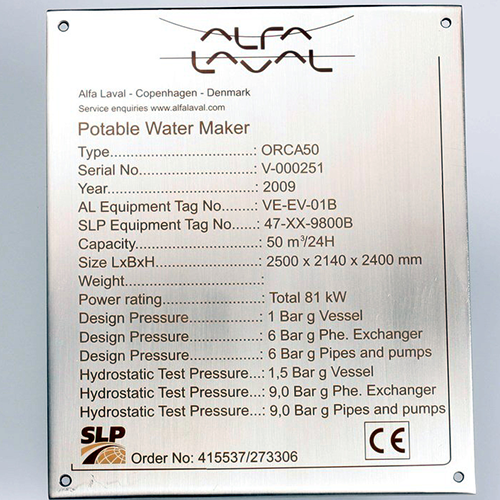 ALFA
LAVAL
Alfa Laval - Copenhagen - Denmark
Service enquiries www.alfalaval.com
Potable Water Maker
Type......................: ORCA50
Serial No..............: V-000251
Year.......................: 2009
AL Equipment Tag No......: VE-EV-01B
SLP Equipment Tag No....: 47-XX-9800B
Capacity........................: 50 m³/24H
Size LxBxH...................: 2500 x 2140 x 2400 mm
Weight...........................:
Power rating..................: Total 81 kW
Design Pressure............: 1 Bar g Vessel
Design Pressure............: 6 Bar g Phe. Exchanger
Design Pressure............: 6 Bar g Pipes and pumps
Hydrostatic Test Pressure...: 1,5 Bar g Vessel
Hydrostatic Test Pressure...: 9,0 Bar g Phe. Exchanger
Hydrostatic Test Pressure...: 9,0 Bar g Pipes and pumps
SLP
Order No: 415537/273306
CE